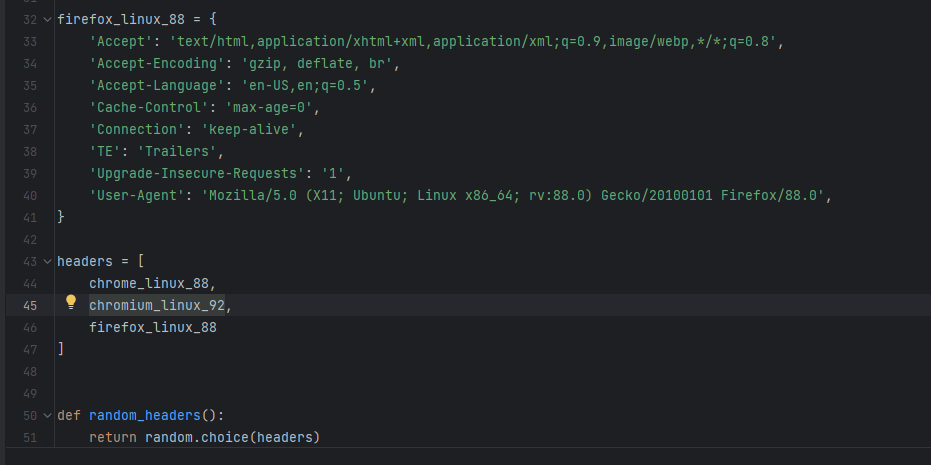 32 firefox_linux_88 = {
33     'Accept': 'text/html,application/xhtml+xml,application/xml;q=0.9,image/webp,*/*;q=0.8',
34     'Accept-Encoding': 'gzip, deflate, br',
35     'Accept-Language': 'en-US,en;q=0.5',
36     'Cache-Control': 'max-age=0',
37     'Connection': 'keep-alive',
38     'TE': 'Trailers',
39     'Upgrade-Insecure-Requests': '1',
40     'User-Agent': 'Mozilla/5.0 (X11; Ubuntu; Linux x86_64; rv:88.0) Gecko/20100101 Firefox/88.0',
41 }
42
43 headers = [
44     chrome_linux_88,
45     chromium_linux_92,
46     firefox_linux_88
47 ]
48
49
50 def random_headers():
51     return random.choice(headers)